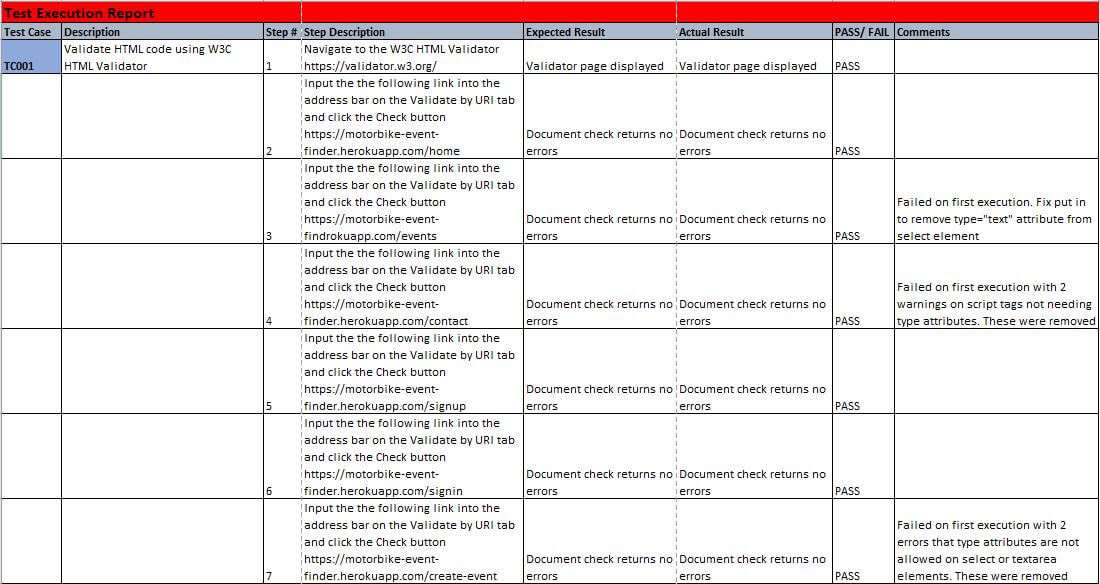 Test Execution Report
Test Case Description Step # Step Description Expected Result Actual Result PASS/ FAIL Comments
Validate HTML code using W3C Navigate to the W3C HTML Validator
TC001 HTML Validator 1 https://validator.w3.org/ Validator page displayed Validator page displayed PASS
Input the the following link into the
address bar on the Validate by URI tab
and click the Check button
https://motorbike-event- Document check returns no Document check returns no
2 finder.herokuapp.com/home errors errors PASS
Input the the following link into the
address bar on the Validate by URI tab
and click the Check button Failed on first execution. Fix put in
https://motorbike-event- Document check returns no Document check returns no to remove type="text" attribute from
3 findrokuapp.com/events errors errors PASS select element
Input the the following link into the
address bar on the Validate by URI tab
and click the Check button Failed on first execution with 2
https://motorbike-event- Document check returns no Document check returns no warnings on script tags not needing
4 finder.herokuapp.com/contact errors errors PASS type attributes. These were removed
Input the the following link into the
address bar on the Validate by URI tab
and click the Check button
https://motorbike-event- Document check returns no Document check returns no
5 finder.herokuapp.com/signup errors errors PASS
Input the the following link into the
address bar on the Validate by URI tab
and click the Check button
https://motorbike-event- Document check returns no Document check returns no
6 finder.herokuapp.com/signin errors errors PASS
Input the the following link into the
address bar on the Validate by URI tab Failed on first execution with 2
and click the Check button errors that type attributes are not
https://motorbike-event- Document check returns no Document check returns no allowed on select or textarea
7 finder.herokuapp.com/create-event errors errors PASS elements. These were removed